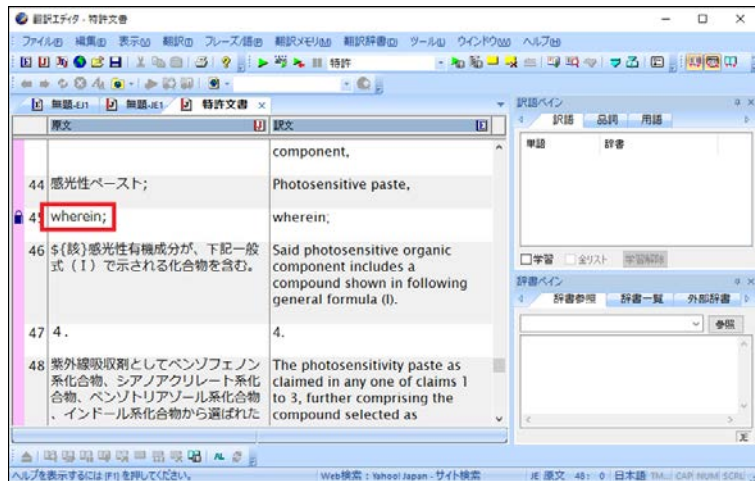 翻訳エディタ - 特許文書
ファイル(F) 編集(E) 表示(V) 翻訳(T) フレーズ/語(P) 翻訳メモリ(M) 翻訳辞書(D) ツール(L) ウインドウ(W) ヘルプ(H)
特許
無題-EJ1 無題-JE1 特許文書 ×
訳語ペイン
訳語 品詞 用語
原文 J 訳文 E
単語 辞書
component,
44 感光性ペースト; Photosensitive paste,
45 wherein; wherein;
46 ${該}感光性有機成分が、下記一般 Said photosensitive organic
式(I)で示される化合物を含む。 component includes a
compound shown in following
general formula (I).
学習 全リスト 学習解除
辞書ペイン
辞書参照 辞書一覧 外部辞書
参照
47 4. 4.
48 紫外線吸収剤としてベンゾフェノン The photosensitivity paste as
系化合物、シアノアクリレート系化 claimed in any one of claims 1
合物、ベンゾトリアゾール系化合物 to 3, further comprising the
、インドール系化合物から選ばれた compound selected as
JE
AL
ヘルプを表示するには [F1] を押してください。 Web検索:Yahoo! Japan - サイト検索 JE 原文 48: 0 日本語 TM... CAP NUM SCRL